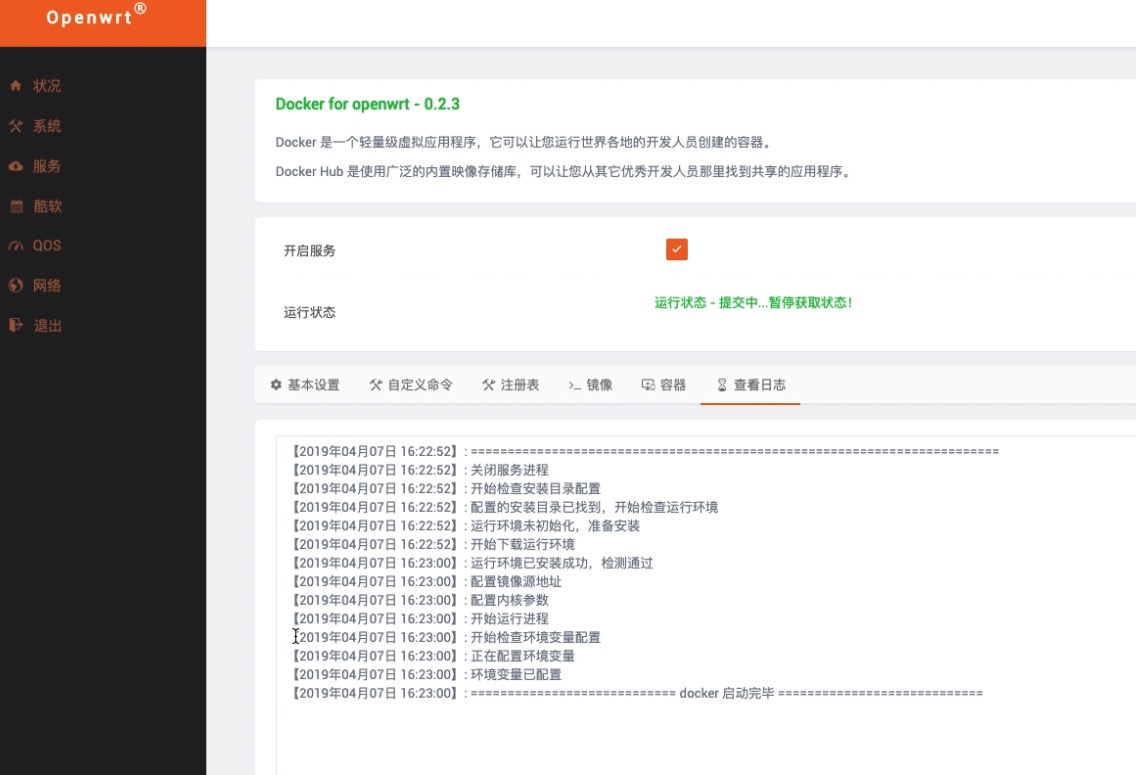 Openwrt®
状况
系统
服务
酷软
QOS
网络
退出
Docker for openwrt - 0.2.3
Docker 是一个轻量级虚拟应用程序，它可以让您运行世界各地的开发人员创建的容器。
Docker Hub 是使用广泛的内置映像存储库，可以让您从其它优秀开发人员那里找到共享的应用程序。
开启服务
运行状态
运行状态 - 提交中...暂停获取状态！
基本设置 自定义命令 注册表 镜像 容器 查看日志
【2019年04月07日 16:22:52】: ========================================================================
【2019年04月07日 16:22:52】: 关闭服务进程
【2019年04月07日 16:22:52】: 开始检查安装目录配置
【2019年04月07日 16:22:52】: 配置的安装目录已找到，开始检查运行环境
【2019年04月07日 16:22:52】: 运行环境未初始化，准备安装
【2019年04月07日 16:22:52】: 开始下载运行环境
【2019年04月07日 16:23:00】: 运行环境已安装成功，检测通过
【2019年04月07日 16:23:00】: 配置镜像源地址
【2019年04月07日 16:23:00】: 配置内核参数
【2019年04月07日 16:23:00】: 开始运行进程
【2019年04月07日 16:23:00】: 开始检查环境变量配置
【2019年04月07日 16:23:00】: 正在配置环境变量
【2019年04月07日 16:23:00】: 环境变量已配置
【2019年04月07日 16:23:00】: ============================ docker 启动完毕 ============================